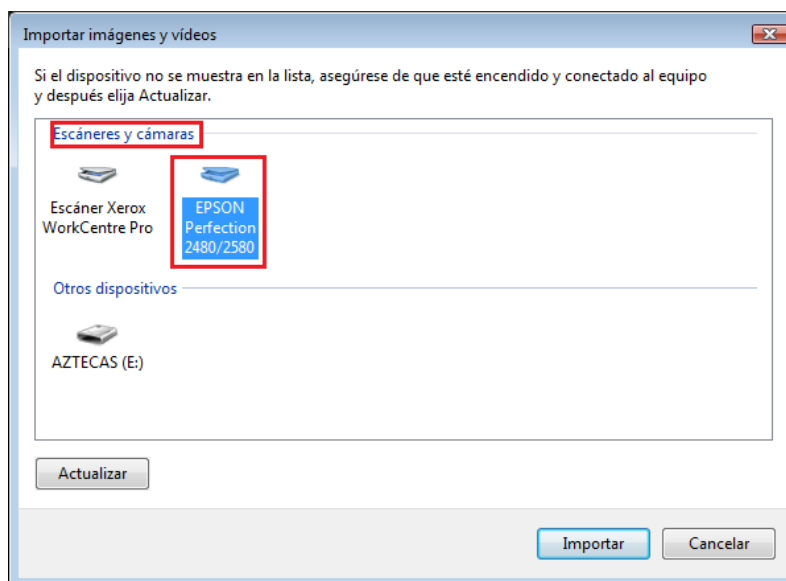 Importar imágenes y vídeos
Si el dispositivo no se muestra en la lista, asegúrese de que esté encendido y conectado al equipo
y después elija Actualizar.
Escáneres y cámaras
Escáner Xerox
WorkCentre Pro
EPSON
Perfection
2480/2580
Otros dispositivos
AZTECAS (E:)
Actualizar
Importar
Cancelar